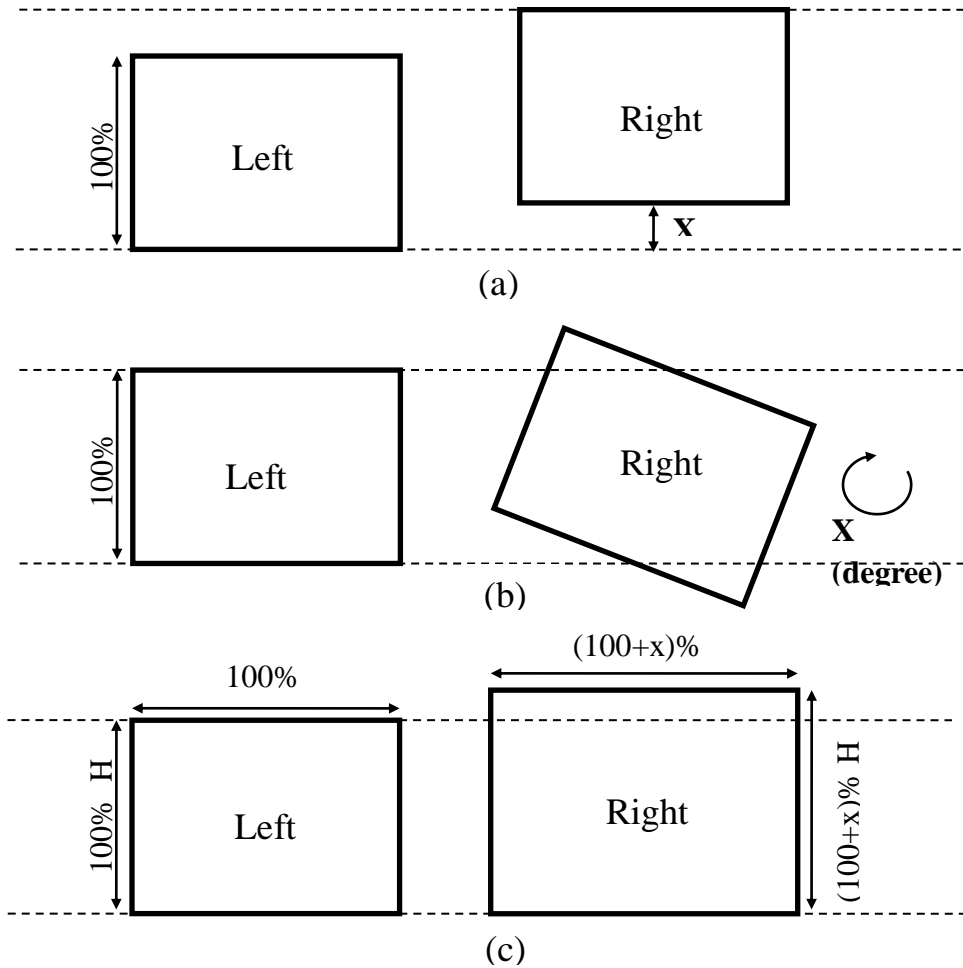 100%
Left
Right
x
(a)
100%
Left
Right
X
(degree)
(b)
100%
(100+x)%
100% H
Left
Right
(100+x)% H
(c)